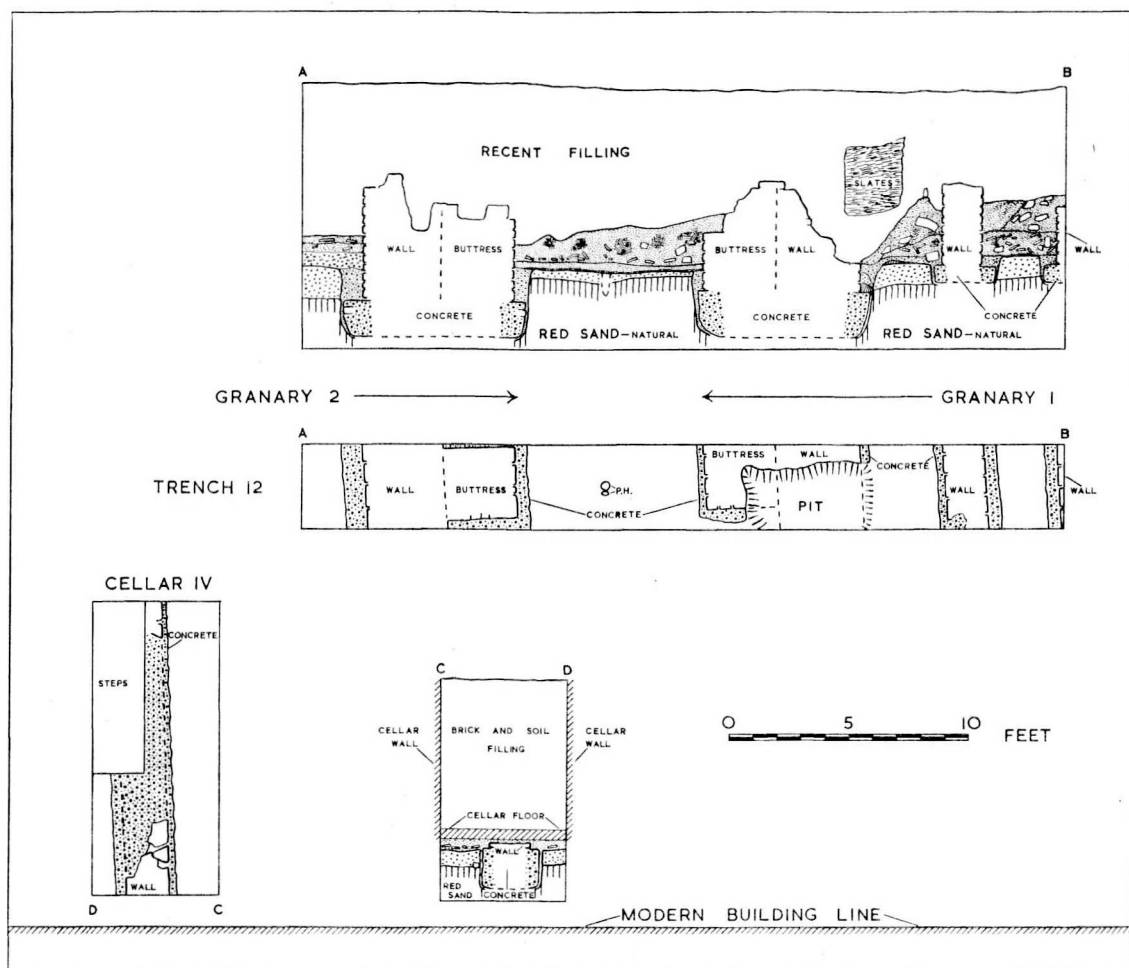 A
B
RECENT FILLING
SLATES
WALL
BUTTRESS
BUTTRESS
WALL
WALL
WALL
CONCRETE
CONCRETE
CONCRETE
RED SAND—NATURAL
RED SAND—NATURAL
GRANARY 2
GRANARY 1
A
B
TRENCH 12
WALL
BUTTRESS
P.H.
CONCRETE
BUTTRESS
WALL
CONCRETE
PIT
WALL
WALL
CELLAR IV
CONCRETE
STEPS
WALL
D
C
C
D
CELLAR
WALL
BRICK AND SOIL
FILLING
CELLAR
WALL
CELLAR FLOOR
WALL
RED
SAND
CONCRETE
0
5
10
FEET
MODERN BUILDING LINE